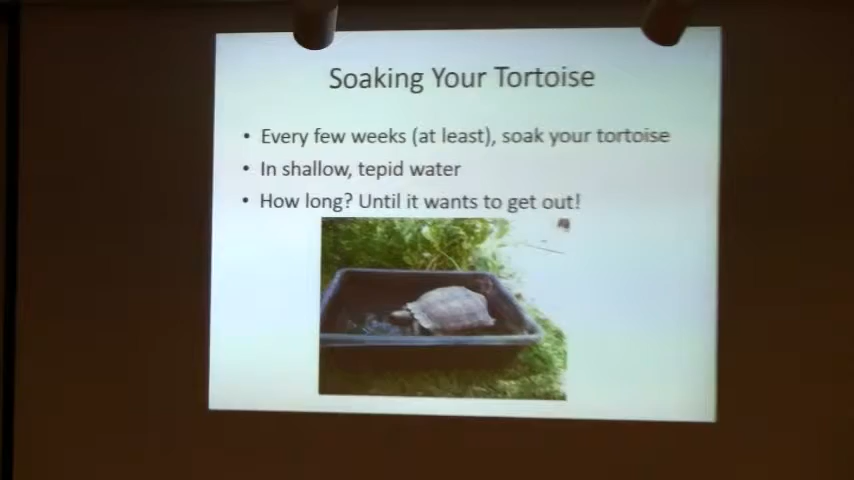 Soaking Your Tortoise
• Every few weeks (at least), soak your tortoise
• In shallow, tepid water
• How long? Until it wants to get out!